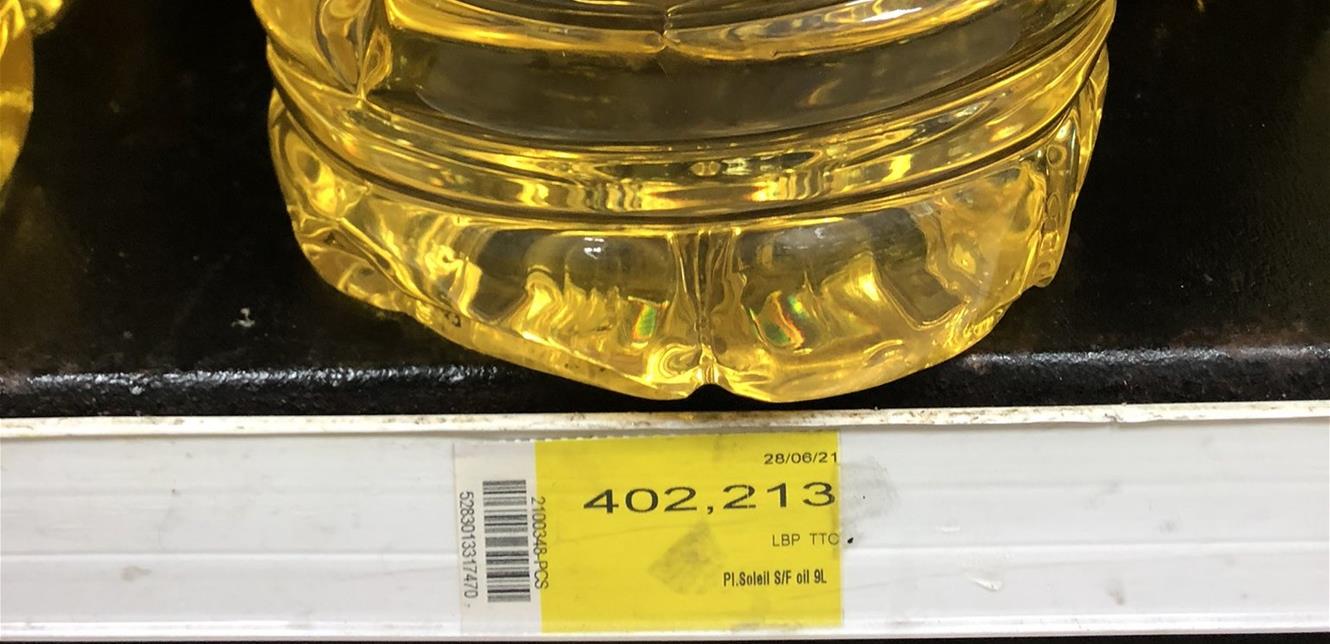 28/06/21
402,213
LBP TTC
Pl.Soleil S/F oil 9L
2100348-PCS
5283013317470